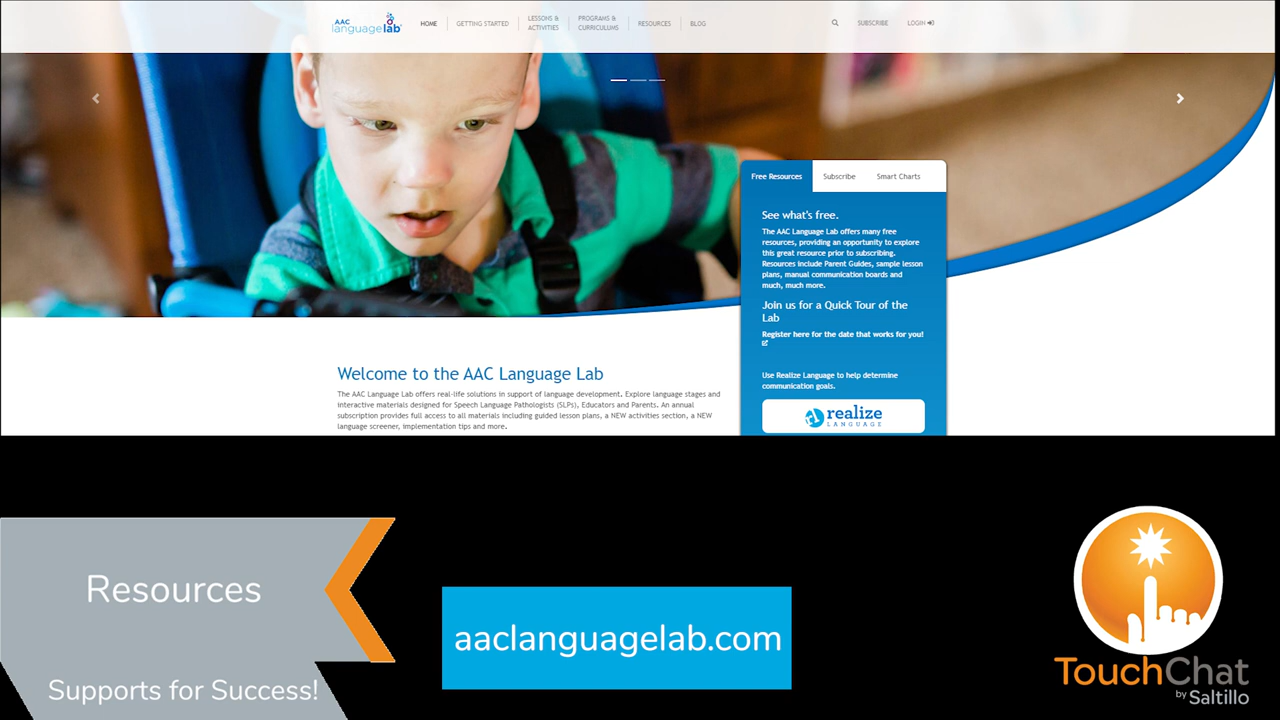 AAC
languagelab
HOME
GETTING STARTED
LESSONS &
ACTIVITIES
PROGRAMS &
CURRICULUMS
RESOURCES
BLOG
SUBSCRIBE
LOGIN
Free Resources
Subscribe
Smart Charts
See what's free.
The AAC Language Lab offers many free
resources, providing an opportunity to explore
this great resource prior to subscribing.
Resources include Parent Guides, sample lesson
plans, manual communication boards and
much, much more.
Join us for a Quick Tour of the
Lab
Register here for the date that works for you!
Use Realize Language to help determine
communication goals.
realize
LANGUAGE
Welcome to the AAC Language Lab
The AAC Language Lab offers real-life solutions in support of language development. Explore language stages and
interactive materials designed for Speech Language Pathologists (SLPs), Educators and Parents. An annual
subscription provides full access to all materials including guided lesson plans, a NEW activities section, a NEW
language screener, implementation tips and more.
Resources
Supports for Success!
aaclanguagelab.com
TouchChat
by Saltillo